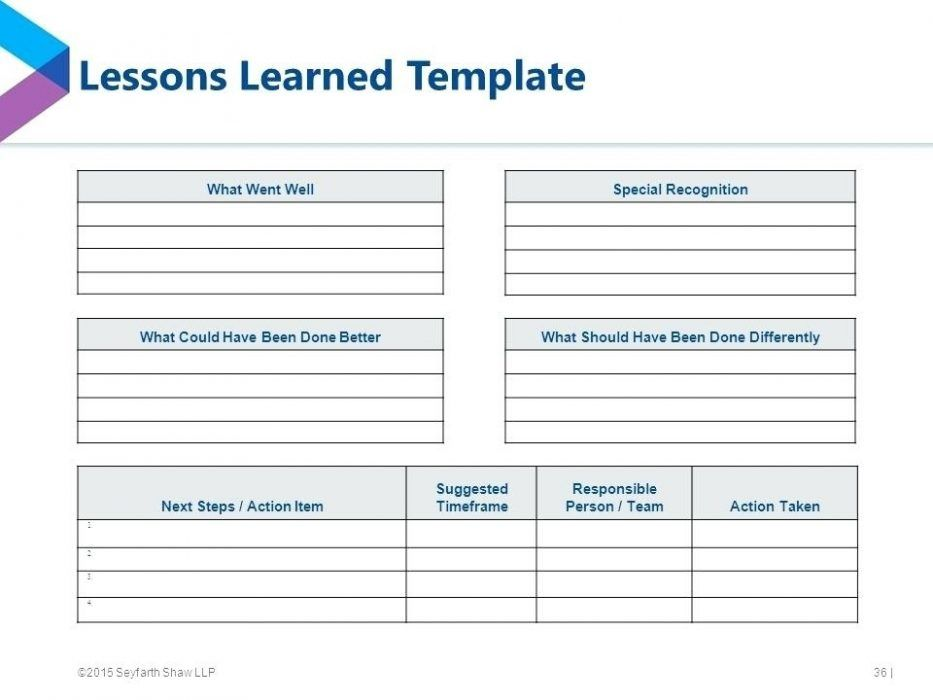 Lessons Learned Template
What Went Well
Special Recognition
What Could Have Been Done Better
What Should Have Been Done Differently
Next Steps / Action Item
Suggested
Timeframe
Responsible
Person / Team
Action Taken
1
2
3
4
©2015 Seyfarth Shaw LLP
36 |